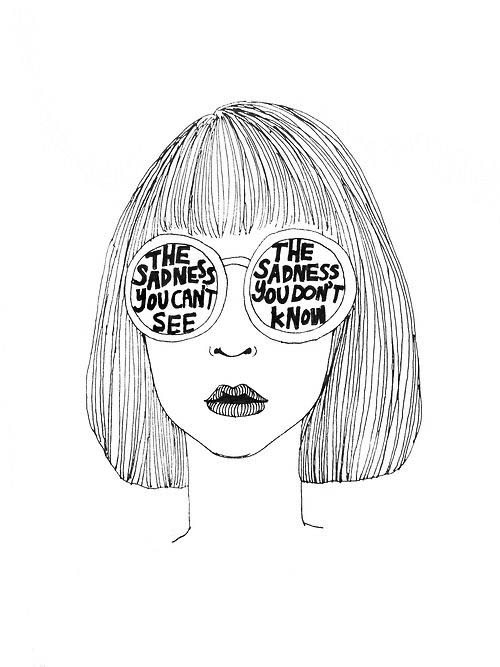 THE
SADNESS
YOU CAN'T
SEE
THE
SADNESS
YOU DON'T
KNOW